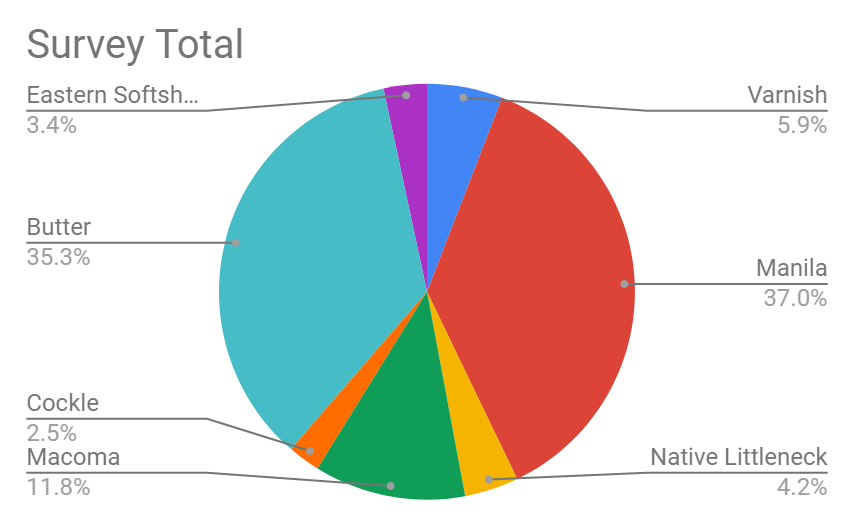 Survey Total
Eastern Softsh...
3.4%
Varnish
5.9%
Butter
35.3%
Manila
37.0%
Cockle
2.5%
Macoma
11.8%
Native Littleneck
4.2%